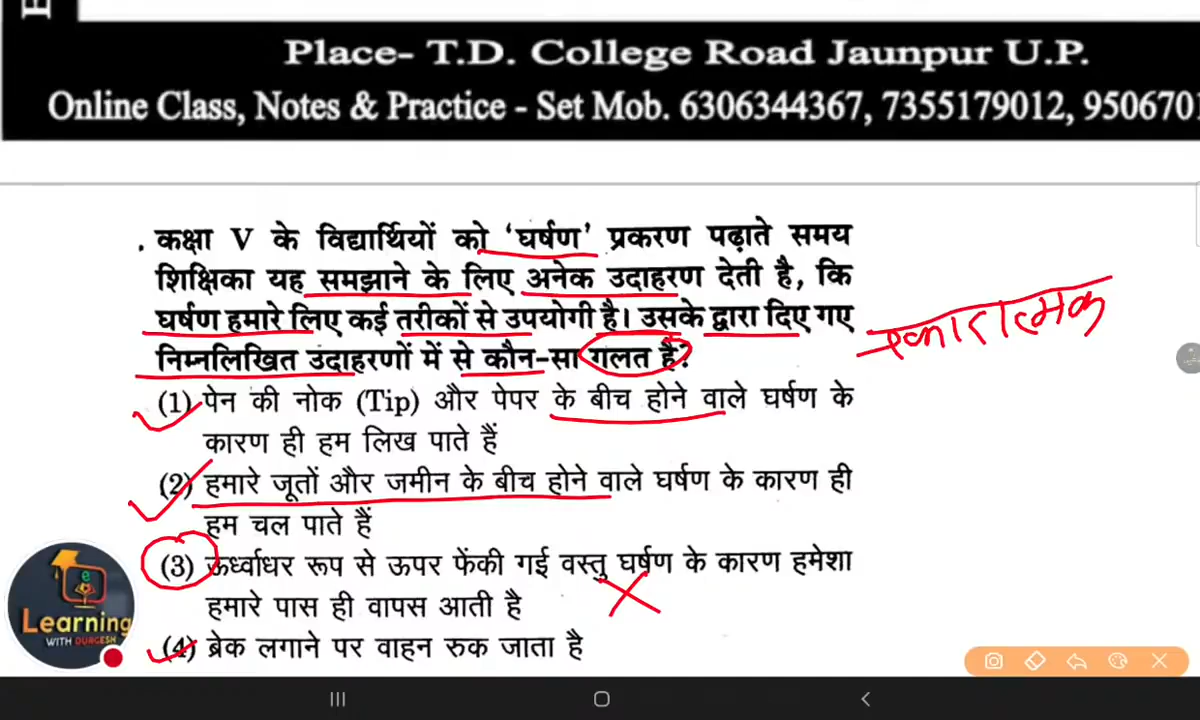 Place- T.D. College Road Jaunpur U.P.
Online Class, Notes & Practice - Set Mob. 6306344367, 7355179012, 9506701
. कक्षा V के विद्यार्थियों को ‘घर्षण’ प्रकरण पढ़ाते समय
शिक्षिका यह समझाने के लिए अनेक उदाहरण देती है, कि
घर्षण हमारे लिए कई तरीकों से उपयोगी है। उसके द्वारा दिए गए
निम्नलिखित उदाहरणों में से कौन-सा गलत है?
(1) पेन की नोक (Tip) और पेपर के बीच होने वाले घर्षण के
कारण ही हम लिख पाते हैं
(2) हमारे जूतों और जमीन के बीच होने वाले घर्षण के कारण ही
हम चल पाते हैं
(3) ऊर्ध्वाधर रूप से ऊपर फेंकी गई वस्तु घर्षण के कारण हमेशा
हमारे पास ही वापस आती है
(4) ब्रेक लगाने पर वाहन रुक जाता है
e
Learning
WITH DURGESH